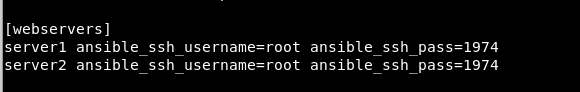 [webservers]
server1 ansible_ssh_username=root ansible_ssh_pass=1974
server2 ansible_ssh_username=root ansible_ssh_pass=1974